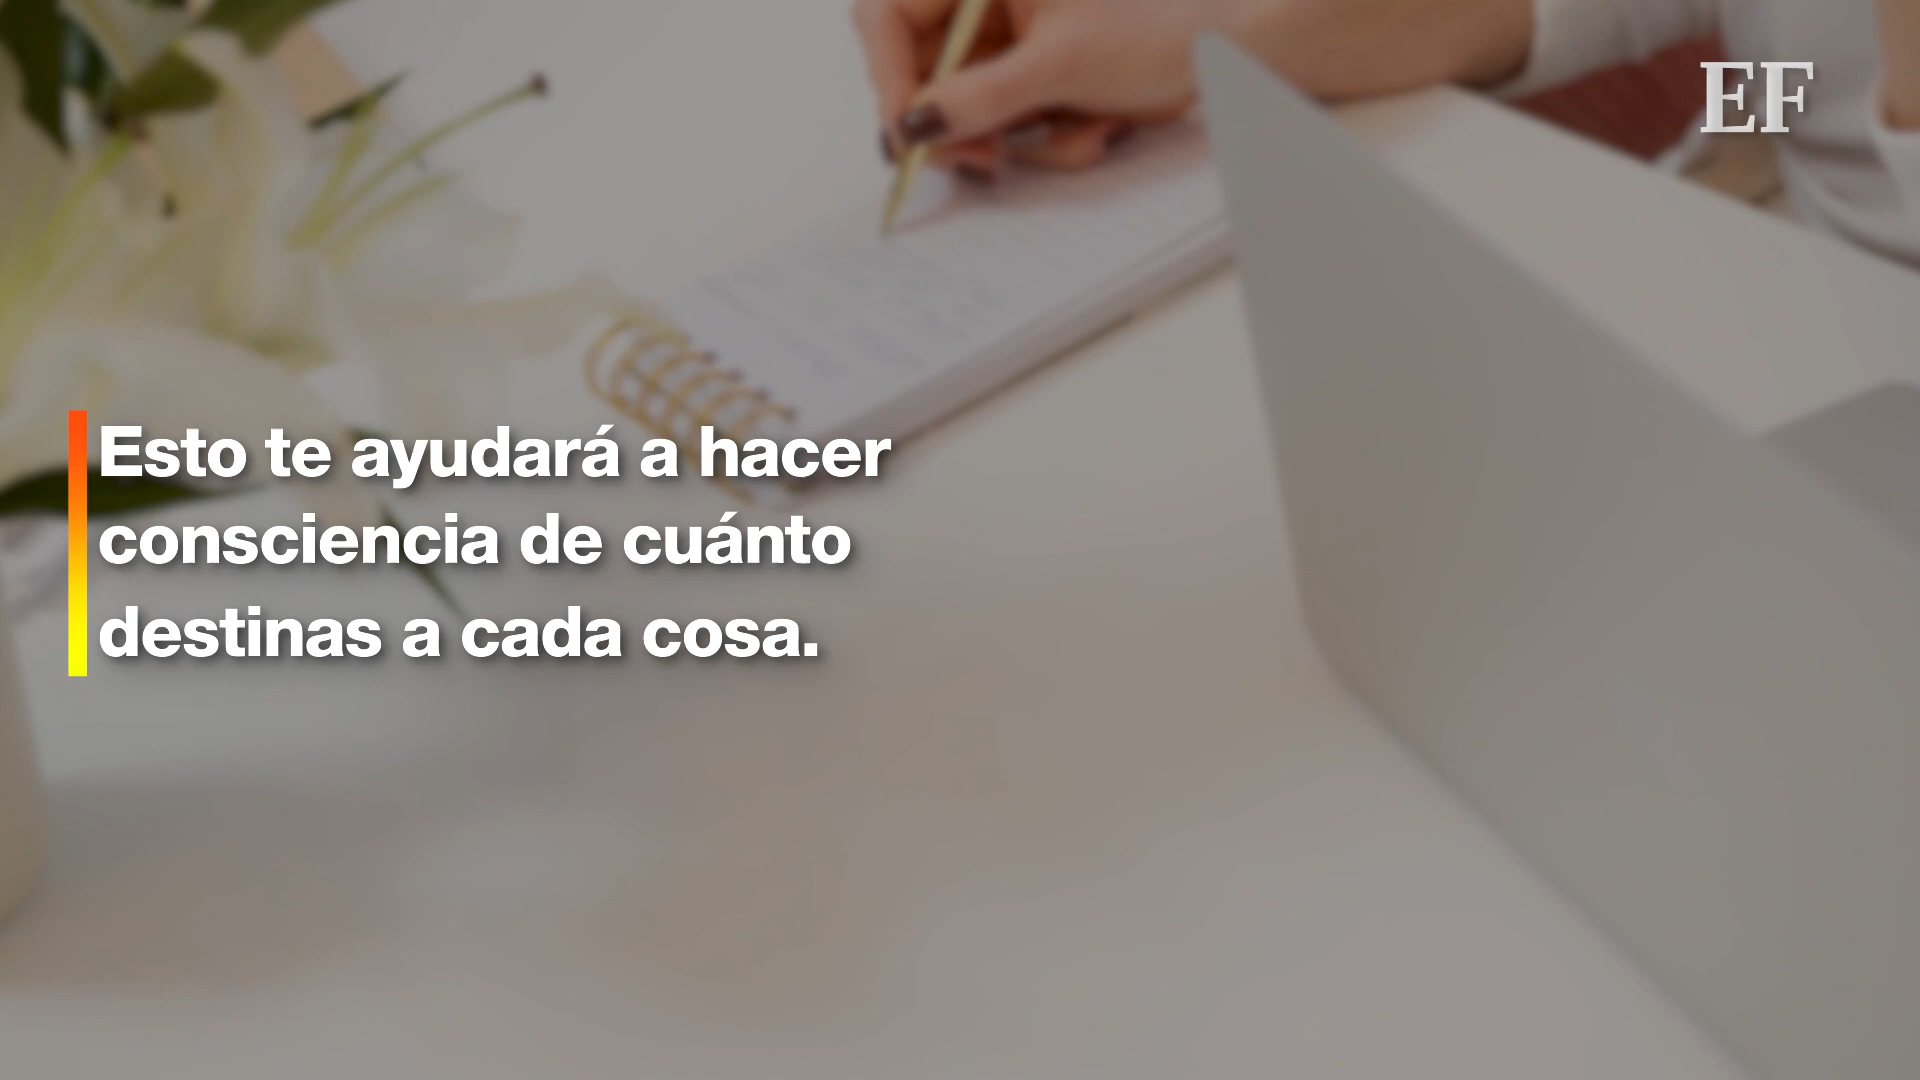 EF
Esto te ayudará a hacer
consciencia de cuánto
destinas a cada cosa.